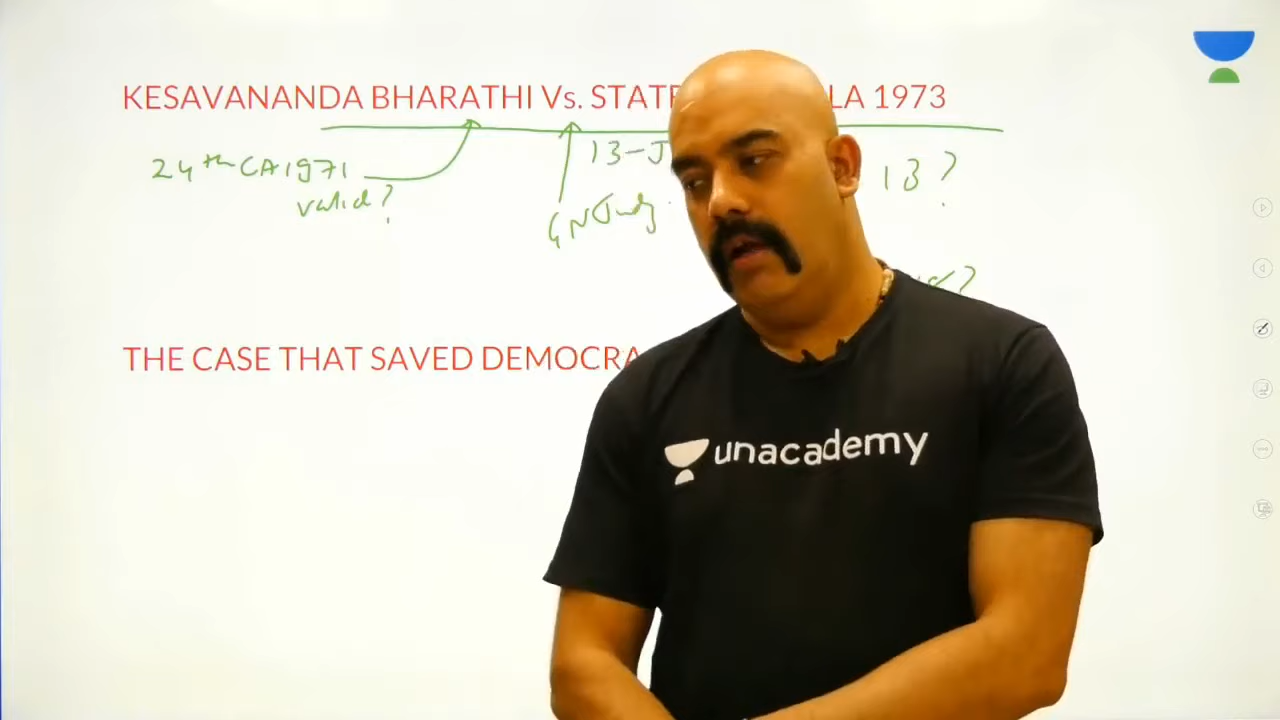 KESAVANANDA BHARATHI Vs. STATE LA 1973
24th CA 1971
valid?
13-J
13?
THE CASE THAT SAVED DEMOCRA
unacademy